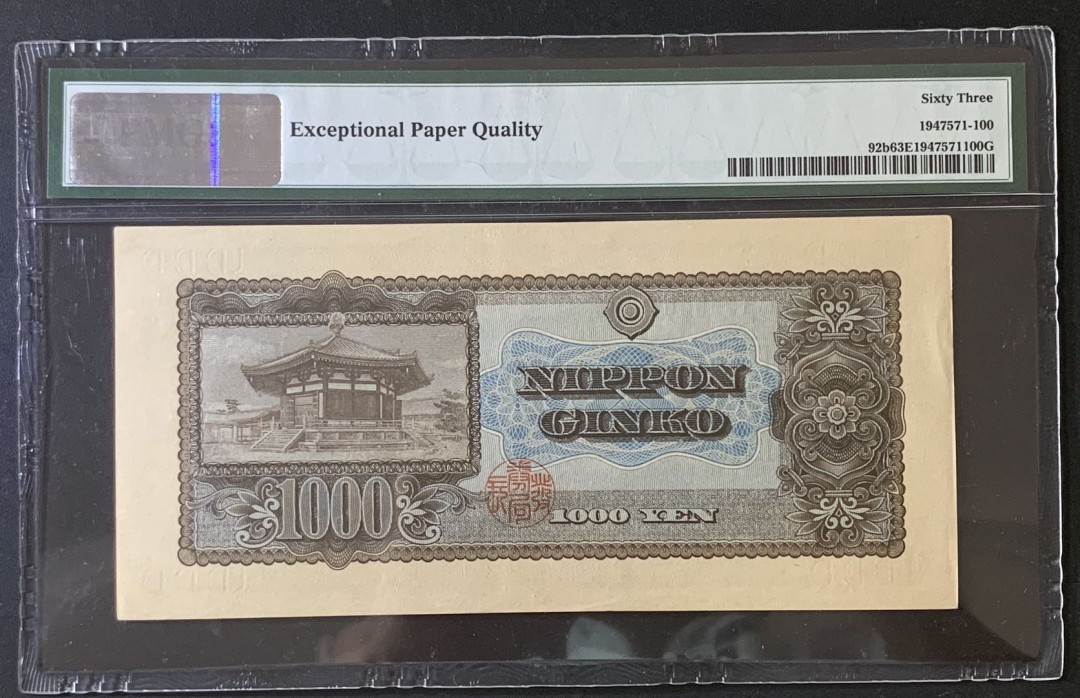 Sixty Three
Exceptional Paper Quality
1947571-100
92b63E1947571100G
NIPPON
GINKO
1000
1000 YEN